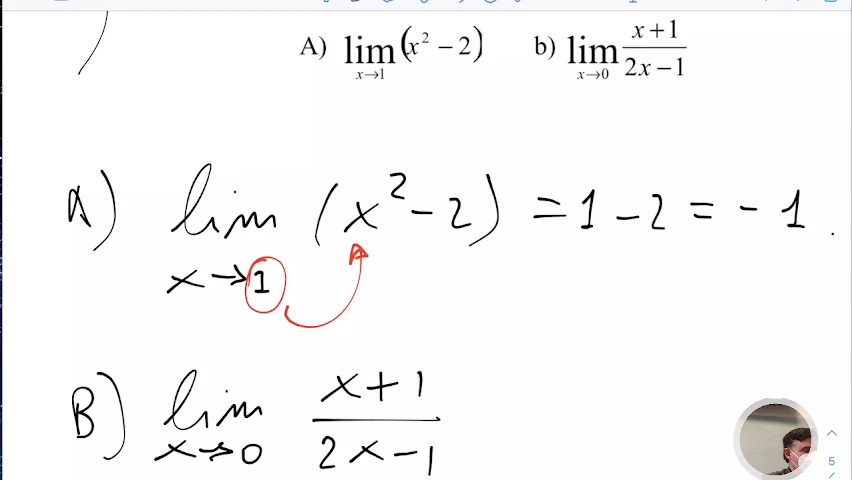 A) lim x→1 (x² − 2) b) lim x→0 x+1 / 2x−1
A) lim x→1 (x² − 2) = 1 − 2 = − 1 .
B) lim x→0 x+1 / 2x−1
5